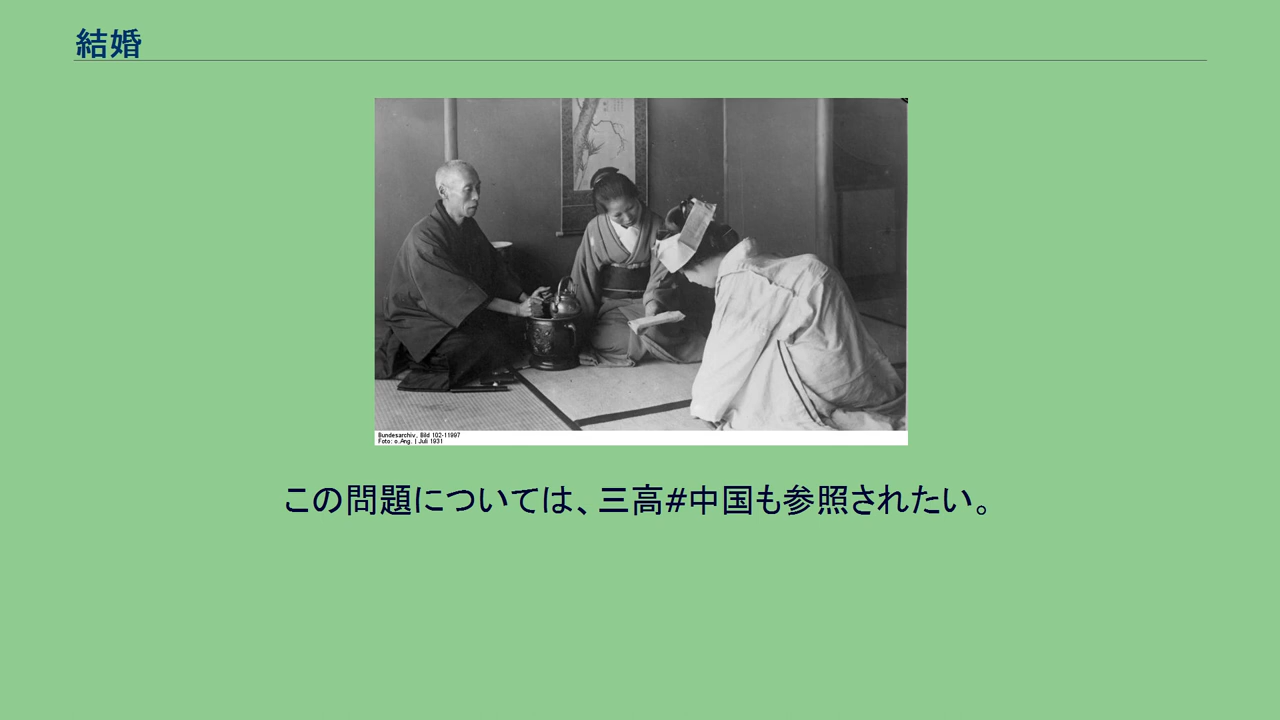 結婚
Bundesarchiv, Bild 102-11997
Foto: o.Ang. | Juli 1931
この問題については、三高#中国も参照されたい。